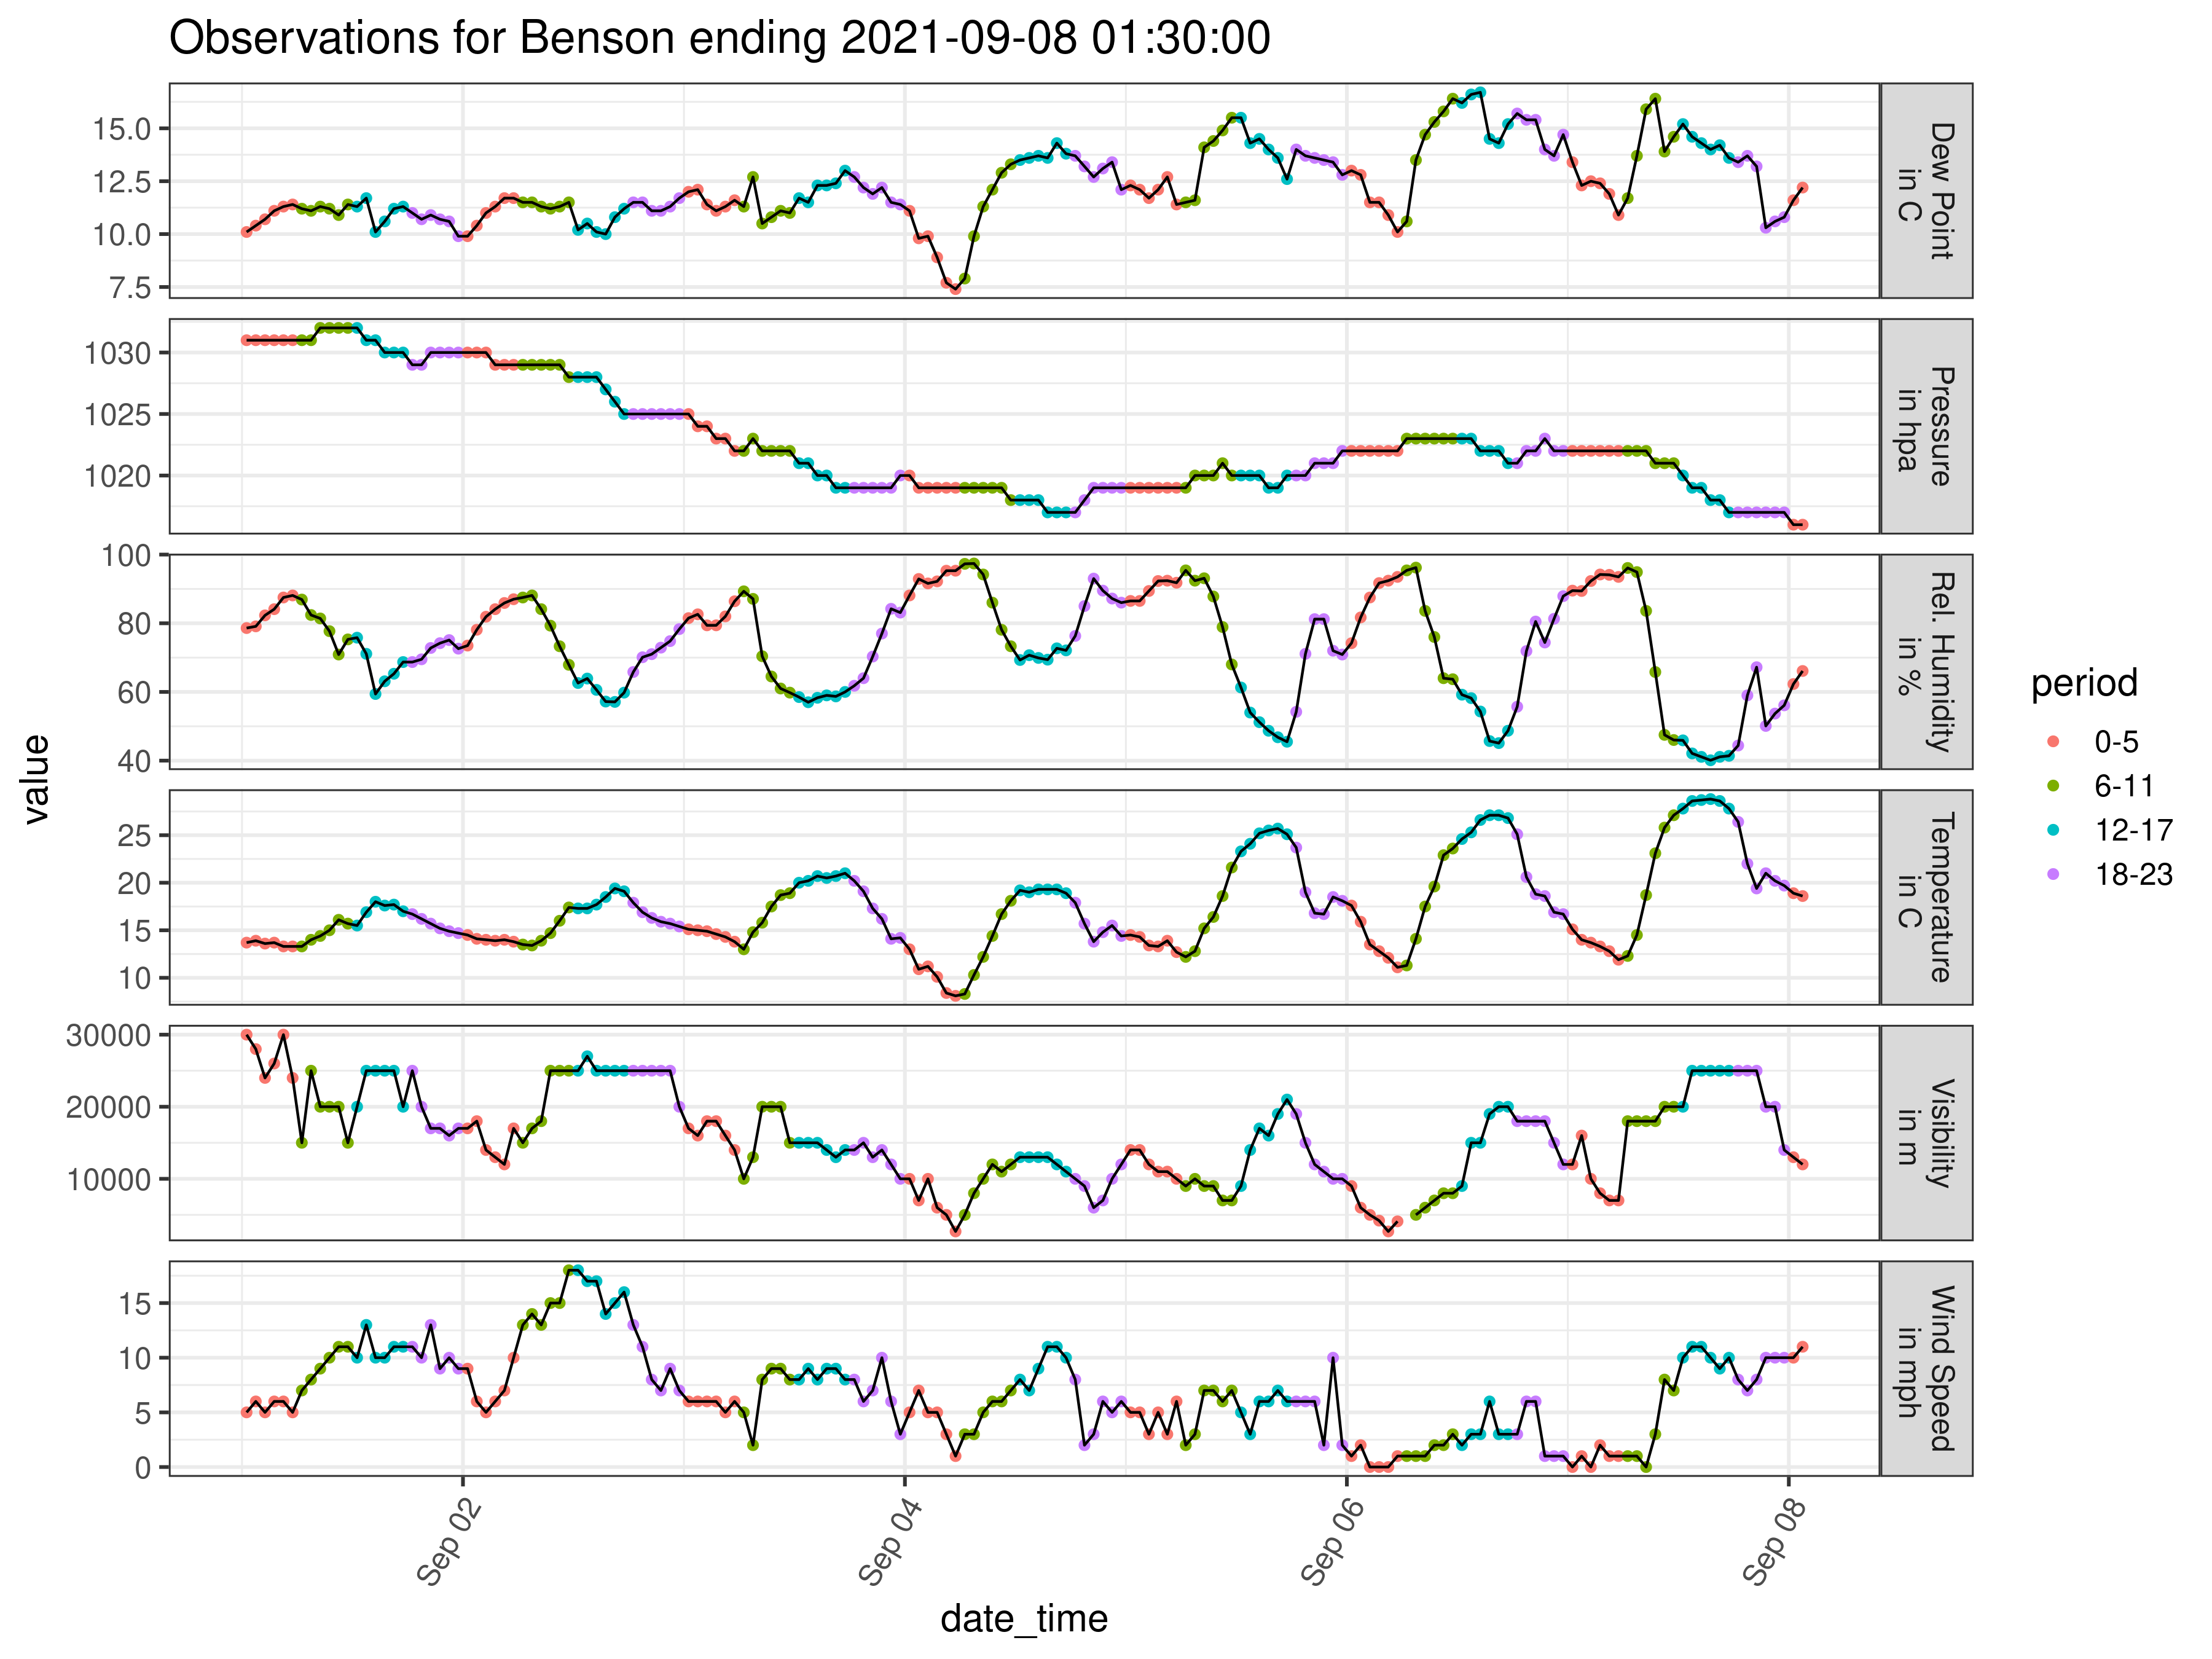 Observations for Benson ending 2021-09-08 01:30:00
value
15.0
12.5
10.0
7.5
Dew Point
in C
1030
1025
1020
Pressure
in hpa
100
80
60
40
Rel. Humidity
in %
25
20
15
10
Temperature
in C
30000
20000
10000
Visibility
in m
15
10
5
0
Wind Speed
in mph
Sep 02
Sep 04
Sep 06
Sep 08
date_time
period
0-5
6-11
12-17
18-23